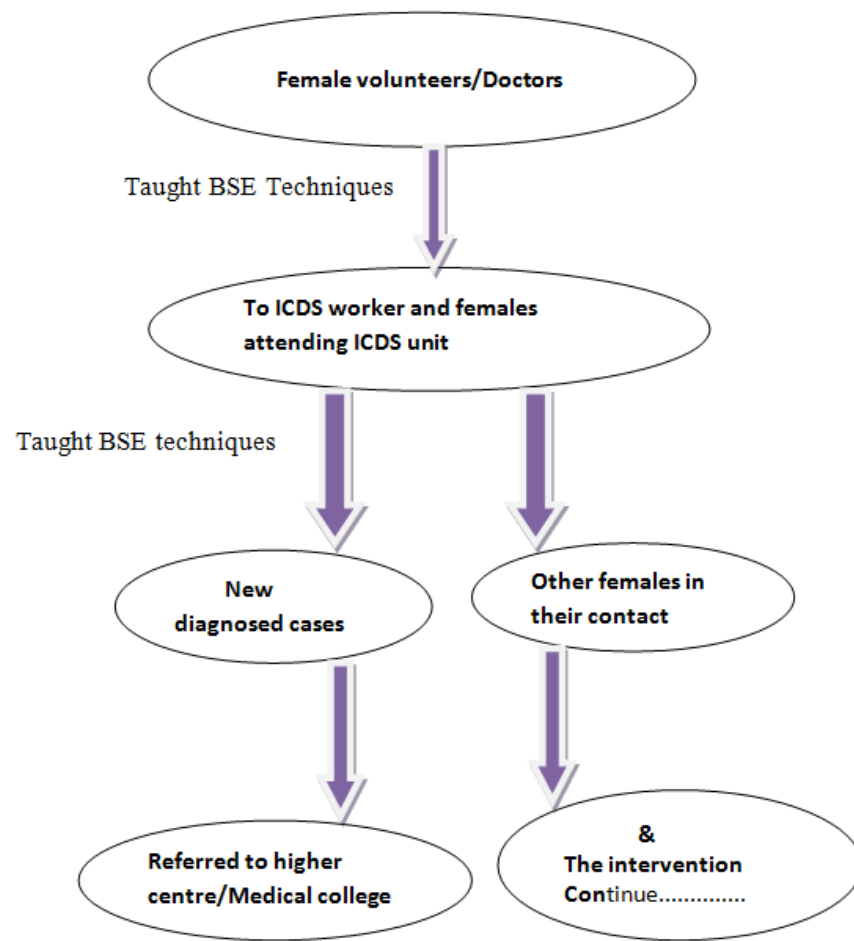 Female volunteers/Doctors
Taught BSE Techniques
To ICDS worker and females
attending ICDS unit
Taught BSE techniques
New
diagnosed cases
Other females in
their contact
Referred to higher
centre/Medical college
&
The intervention
Continue..............